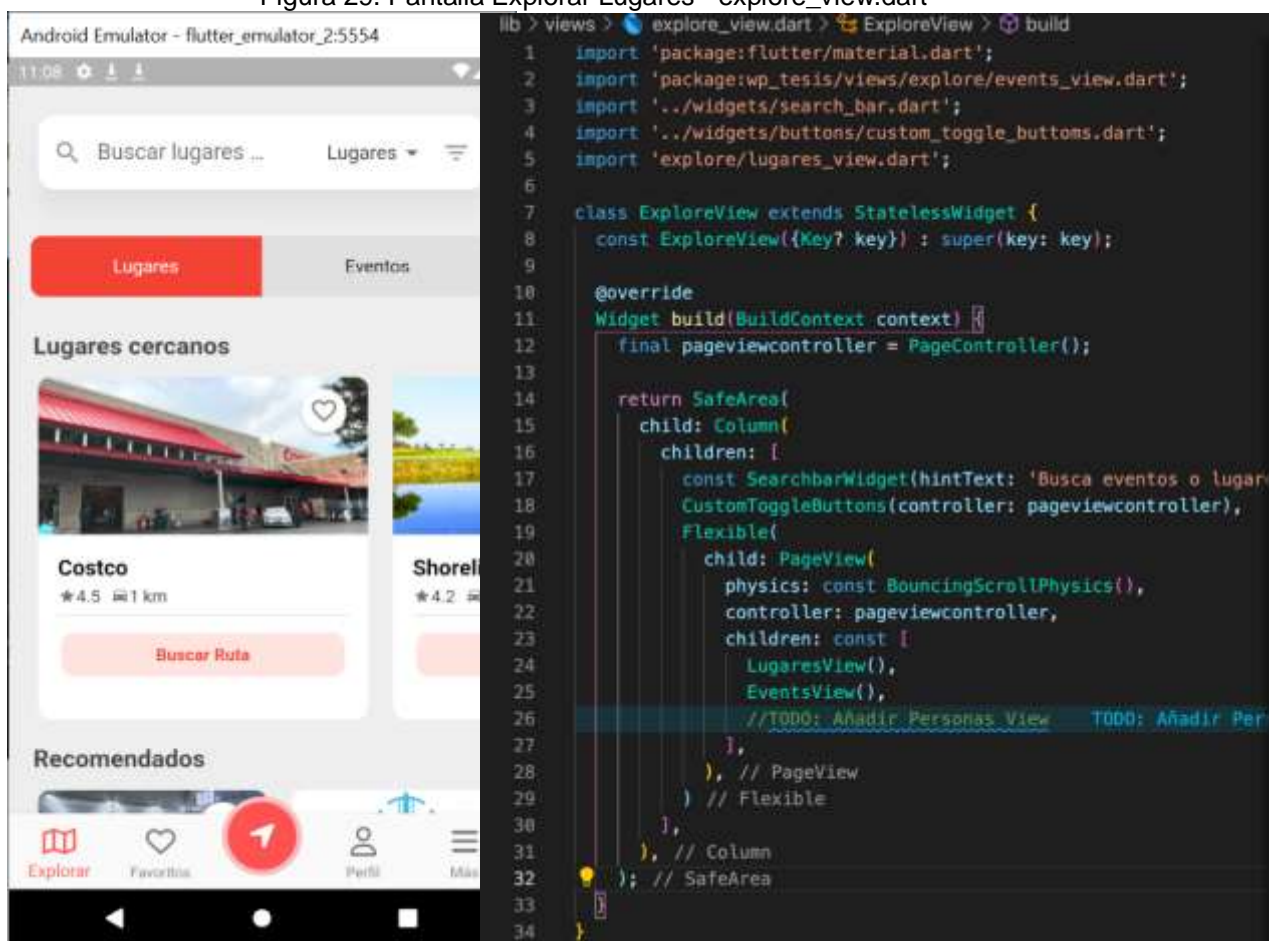 Figura 29. Pantalla Explorar Lugares - explore_view.dart
Android Emulator - flutter_emulator_2:5554
11:08
Buscar lugares ...
Lugares
Lugares
Eventos
Lugares cercanos
Costco
★4.5 1 km
Buscar Ruta
Shoreli
★4.2
Recomendados
Explorar
Favoritos
Perfil
Más
lib > views > explore_view.dart > ExploreView > build
1 import 'package:flutter/material.dart';
2 import 'package:wp_tesis/views/explore/events_view.dart';
3 import '../widgets/search_bar.dart';
4 import '../widgets/buttons/custom_toggle_buttoms.dart';
5 import 'explore/lugares_view.dart';
6
7 class ExploreView extends StatelessWidget {
8 const ExploreView({Key? key}) : super(key: key);
9
10 @override
11 Widget build(BuildContext context) {
12 final pageviewcontroller = PageController();
13
14 return SafeArea(
15 child: Column(
16 children: [
17 const SearchbarWidget(hintText: 'Busca eventos o lugar
18 CustomToggleButtons(controller: pageviewcontroller),
19 Flexible(
20 child: PageView(
21 physics: const BouncingScrollPhysics(),
22 controller: pageviewcontroller,
23 children: const [
24 LugaresView(),
25 EventsView(),
26 //TODO: Añadir Personas View TODO: Añadir Per
27 ],
28 ), // PageView
29 ) // Flexible
30 ],
31 ), // Column
32 ); // SafeArea
33 }
34 }